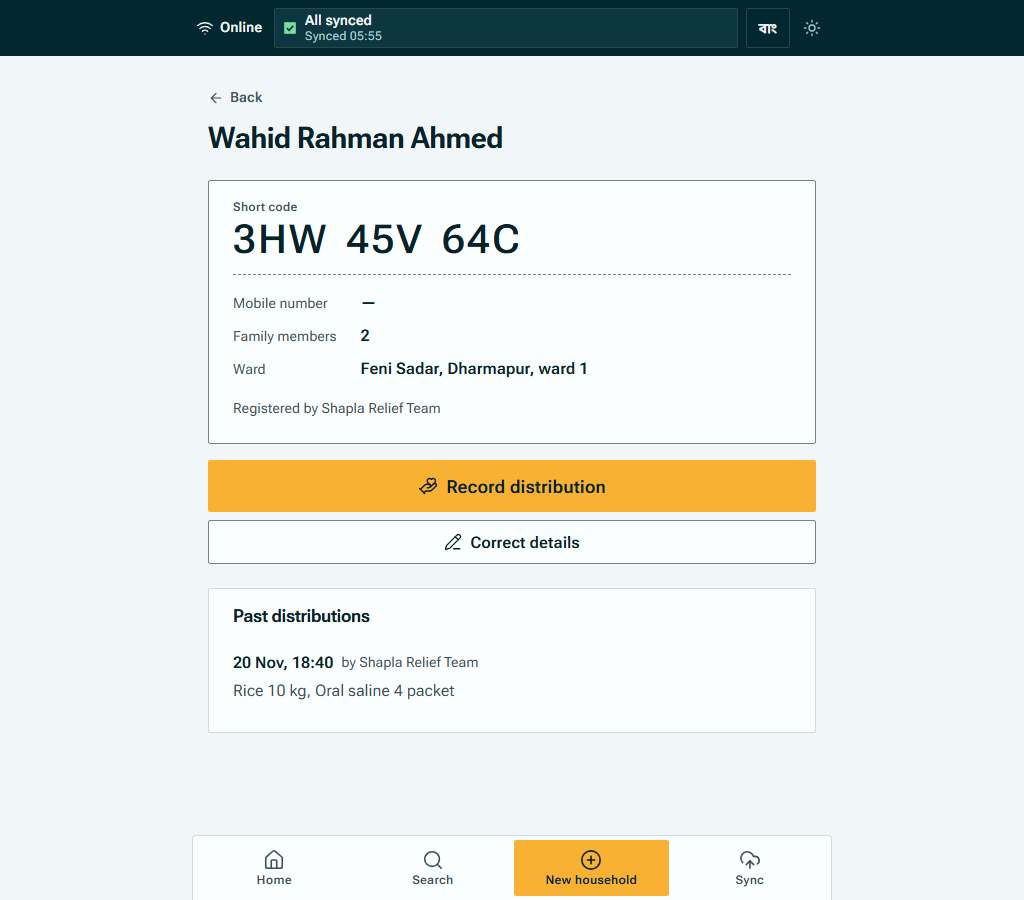 Online
All synced
Synced 05:55
বাং
Back
Wahid Rahman Ahmed
Short code
3HW 45V 64C
Mobile number —
Family members 2
Ward Feni Sadar, Dharmapur, ward 1
Registered by Shapla Relief Team
Record distribution
Correct details
Past distributions
20 Nov, 18:40 by Shapla Relief Team
Rice 10 kg, Oral saline 4 packet
Home
Search
New household
Sync